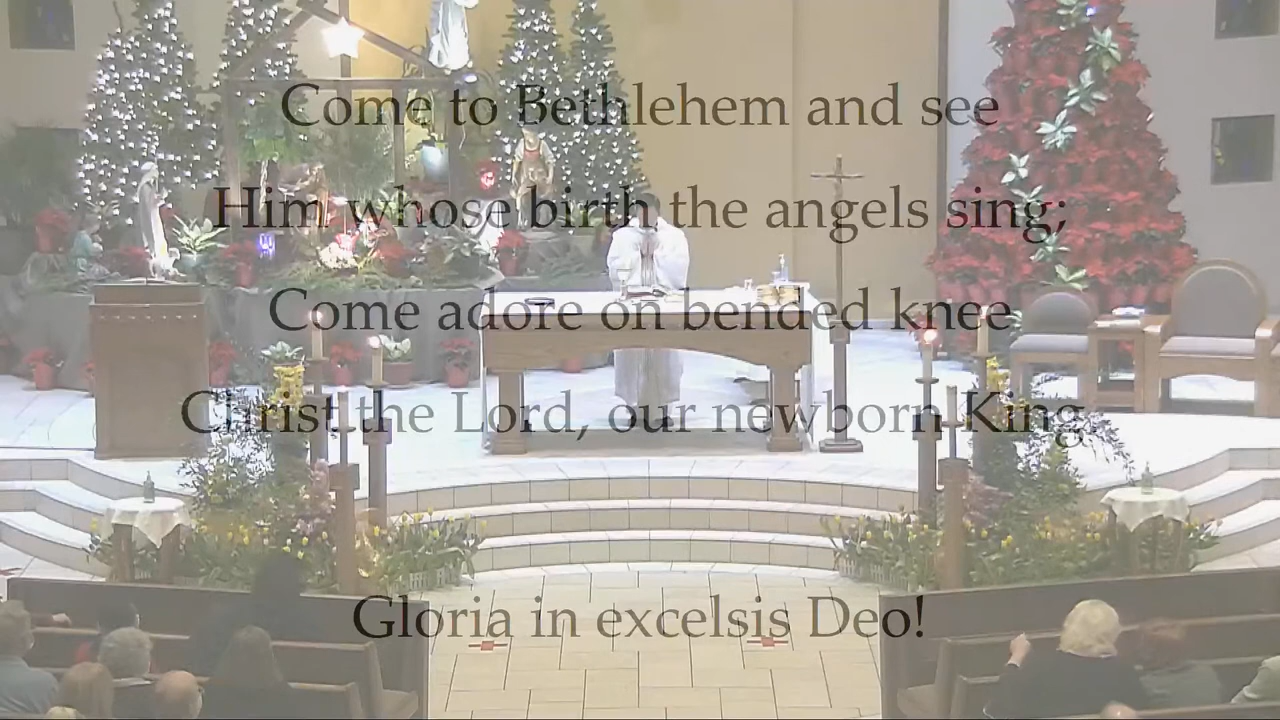 Come to Bethlehem and see
Him whose birth the angels sing;
Come adore on bended knee
Christ the Lord, our newborn King.
Gloria in excelsis Deo!